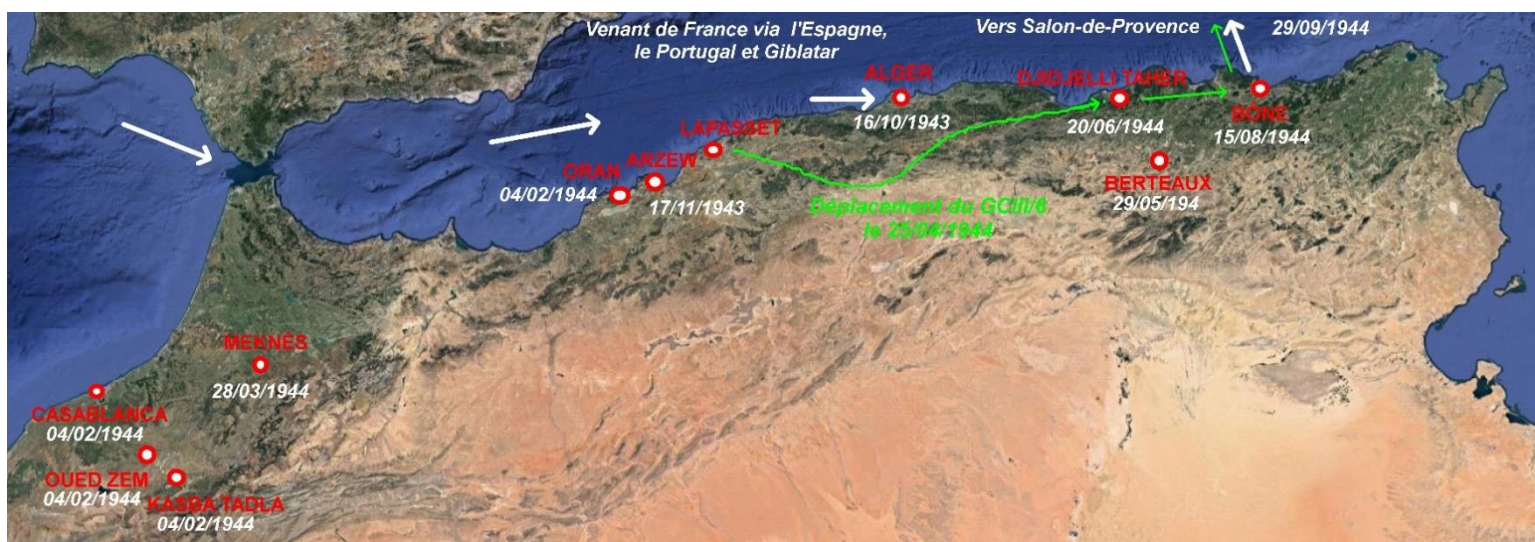 Venant de France via l'Espagne,
le Portugal et Giblatar
Vers Salon-de-Provence
29/09/1944
ALGER
16/10/1943
DJIDJELLI TAHER
20/06/1944
BÔNE
15/08/1944
LAPASSET
ORAN
04/02/1944
ARZEW
17/11/1943
BERTEAUX
29/05/194
Déplacement du GCIII/6
le 25/04/1944
MEKNÈS
28/03/1944
CASABLANCA
04/02/1944
OUED ZEM
04/02/1944
KASBA TADLA
04/02/1944